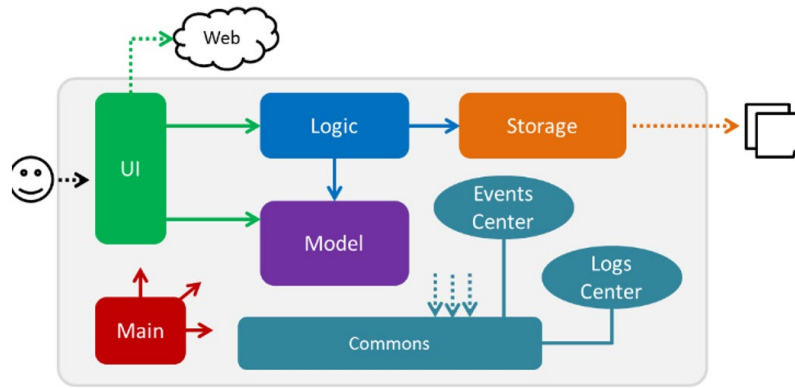 Web
UI
Logic
Storage
Events
Center
Model
Logs
Center
Main
Commons